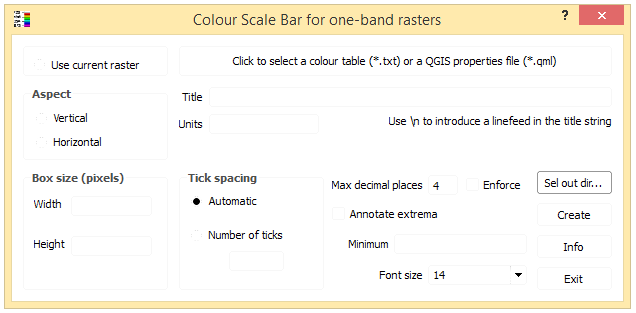 Colour Scale Bar for one-band rasters
?
Use current raster
Click to select a colour table (*.txt) or a QGIS properties file (*.qml)
Aspect
Vertical
Horizontal
Title
Units
Use \n to introduce a linefeed in the title string
Box size (pixels)
Width
Height
Tick spacing
Automatic
Number of ticks
Max decimal places 4 Enforce
Annotate extrema
Minimum
Font size 14
Sel out dir...
Create
Info
Exit